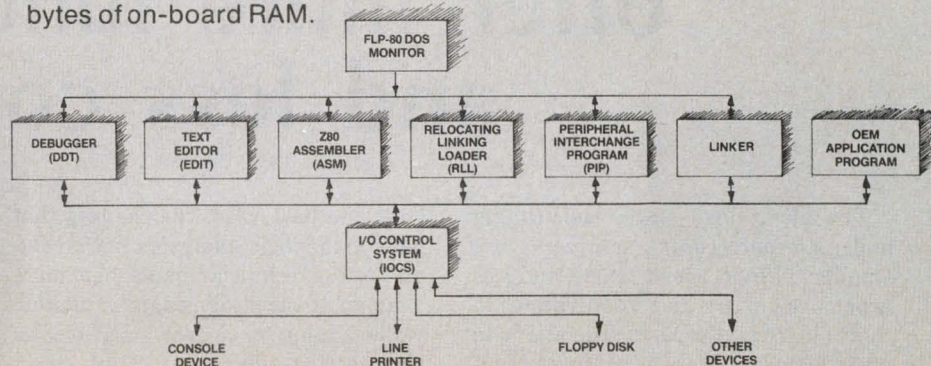 bytes of on-board RAM.
FLP-80 DOS
MONITOR
DEBUGGER
(DDT)
TEXT
EDITOR
(EDIT)
Z80
ASSEMBLER
(ASM)
RELOCATING
LINKING
LOADER
(RLL)
PERIPHERAL
INTERCHANGE
PROGRAM
(PIP)
LINKER
OEM
APPLICATION
PROGRAM
I/O CONTROL
SYSTEM
(IOCS)
CONSOLE
DEVICE
LINE
PRINTER
FLOPPY DISK
OTHER
DEVICES